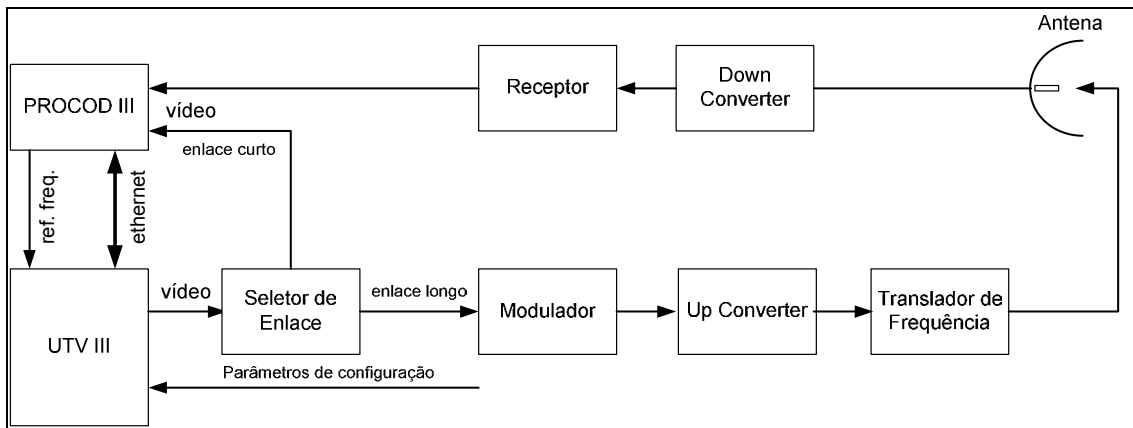 Antena
PROCOD III
vídeo
enlace curto
Receptor
Down
Converter
ref. freq.
ethernet
UTV III
vídeo
Seletor de
Enlace
enlace longo
Modulador
Up Converter
Translador de
Frequência
Parâmetros de configuração